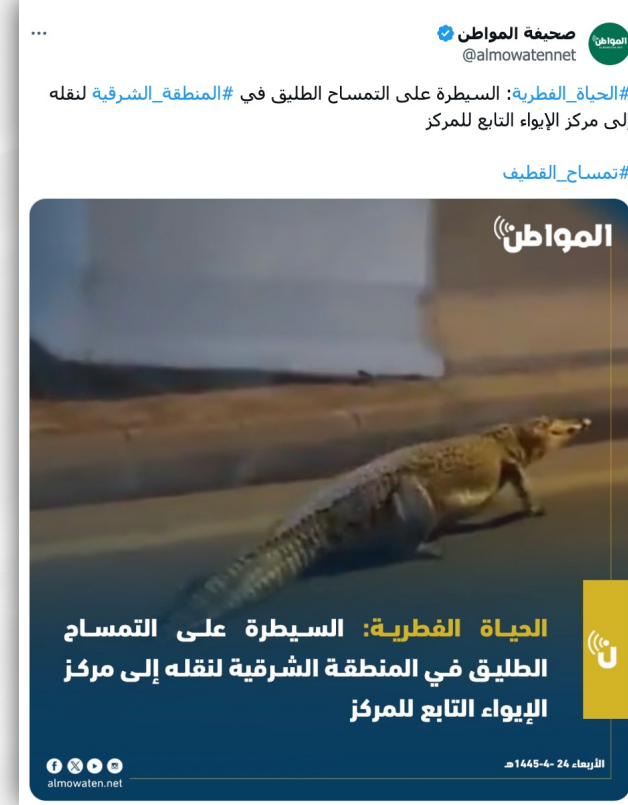 صحيفة المواطن
@almowatennet
#الحياة_الفطرية: السيطرة على التمساح الطليق في #المنطقة_الشرقية لنقله
إلى مركز الإيواء التابع للمركز
#تمساح_القطيف
المواطن
الحياة الفطرية: السيطرة على التمساح
الطليق في المنطقة الشرقية لنقله إلى مركز
الإيواء التابع للمركز
الأربعاء 24 -4-1445هـ
almowaten.net